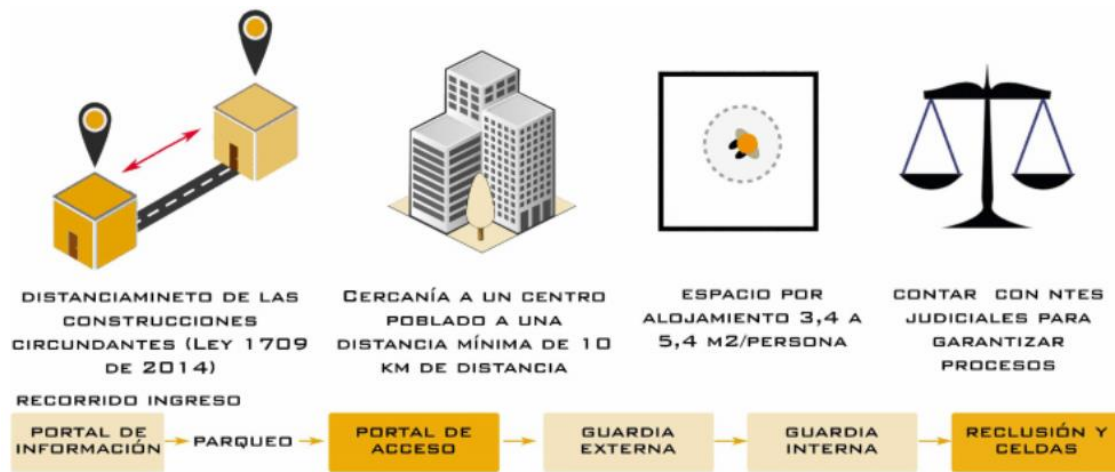 DISTANCIAMINETO DE LAS
CONSTRUCCIONES
CIRCUNDANTES (LEY 1709
DE 2014)
CERCANÍA A UN CENTRO
POBLADO A UNA
DISTANCIA MÍNIMA DE 10
KM DE DISTANCIA
ESPACIO POR
ALOJAMIENTO 3,4 A
5,4 M2/PERSONA
CONTAR CON NTES
JUDICIALES PARA
GARANTIZAR
PROCESOS
RECORRIDO INGRESO
PORTAL DE
INFORMACIÓN
PARQUEO
PORTAL DE
ACCESO
GUARDIA
EXTERNA
GUARDIA
INTERNA
RECLUSIÓN Y
CELDAS